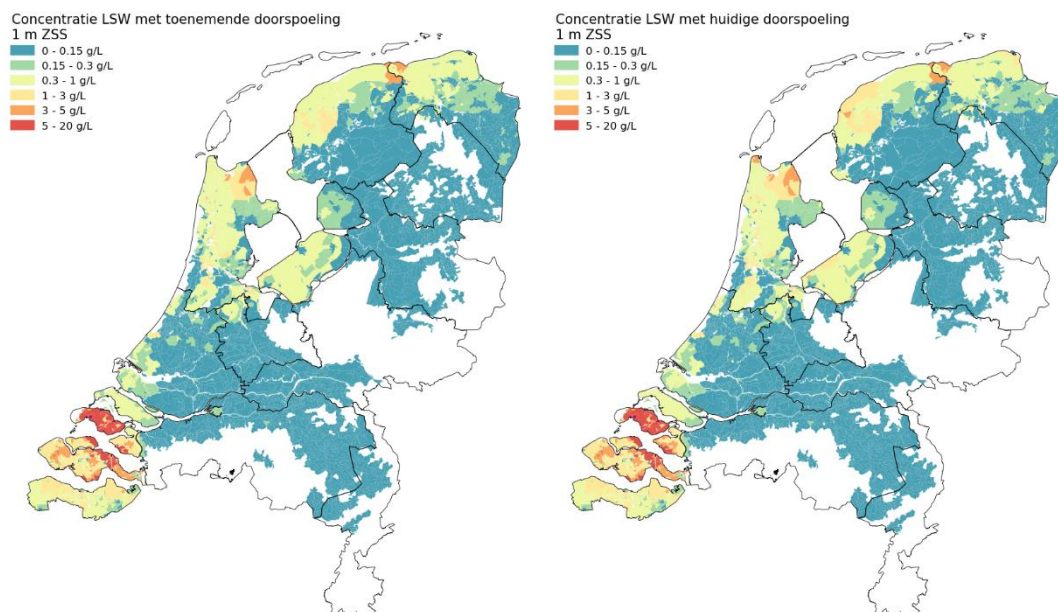 Concentratie LSW met toenemende doorspoeling
1 m ZSS
0 - 0.15 g/L
0.15 - 0.3 g/L
0.3 - 1 g/L
1 - 3 g/L
3 - 5 g/L
5 - 20 g/L
Concentratie LSW met huidige doorspoeling
1 m ZSS
0 - 0.15 g/L
0.15 - 0.3 g/L
0.3 - 1 g/L
1 - 3 g/L
3 - 5 g/L
5 - 20 g/L